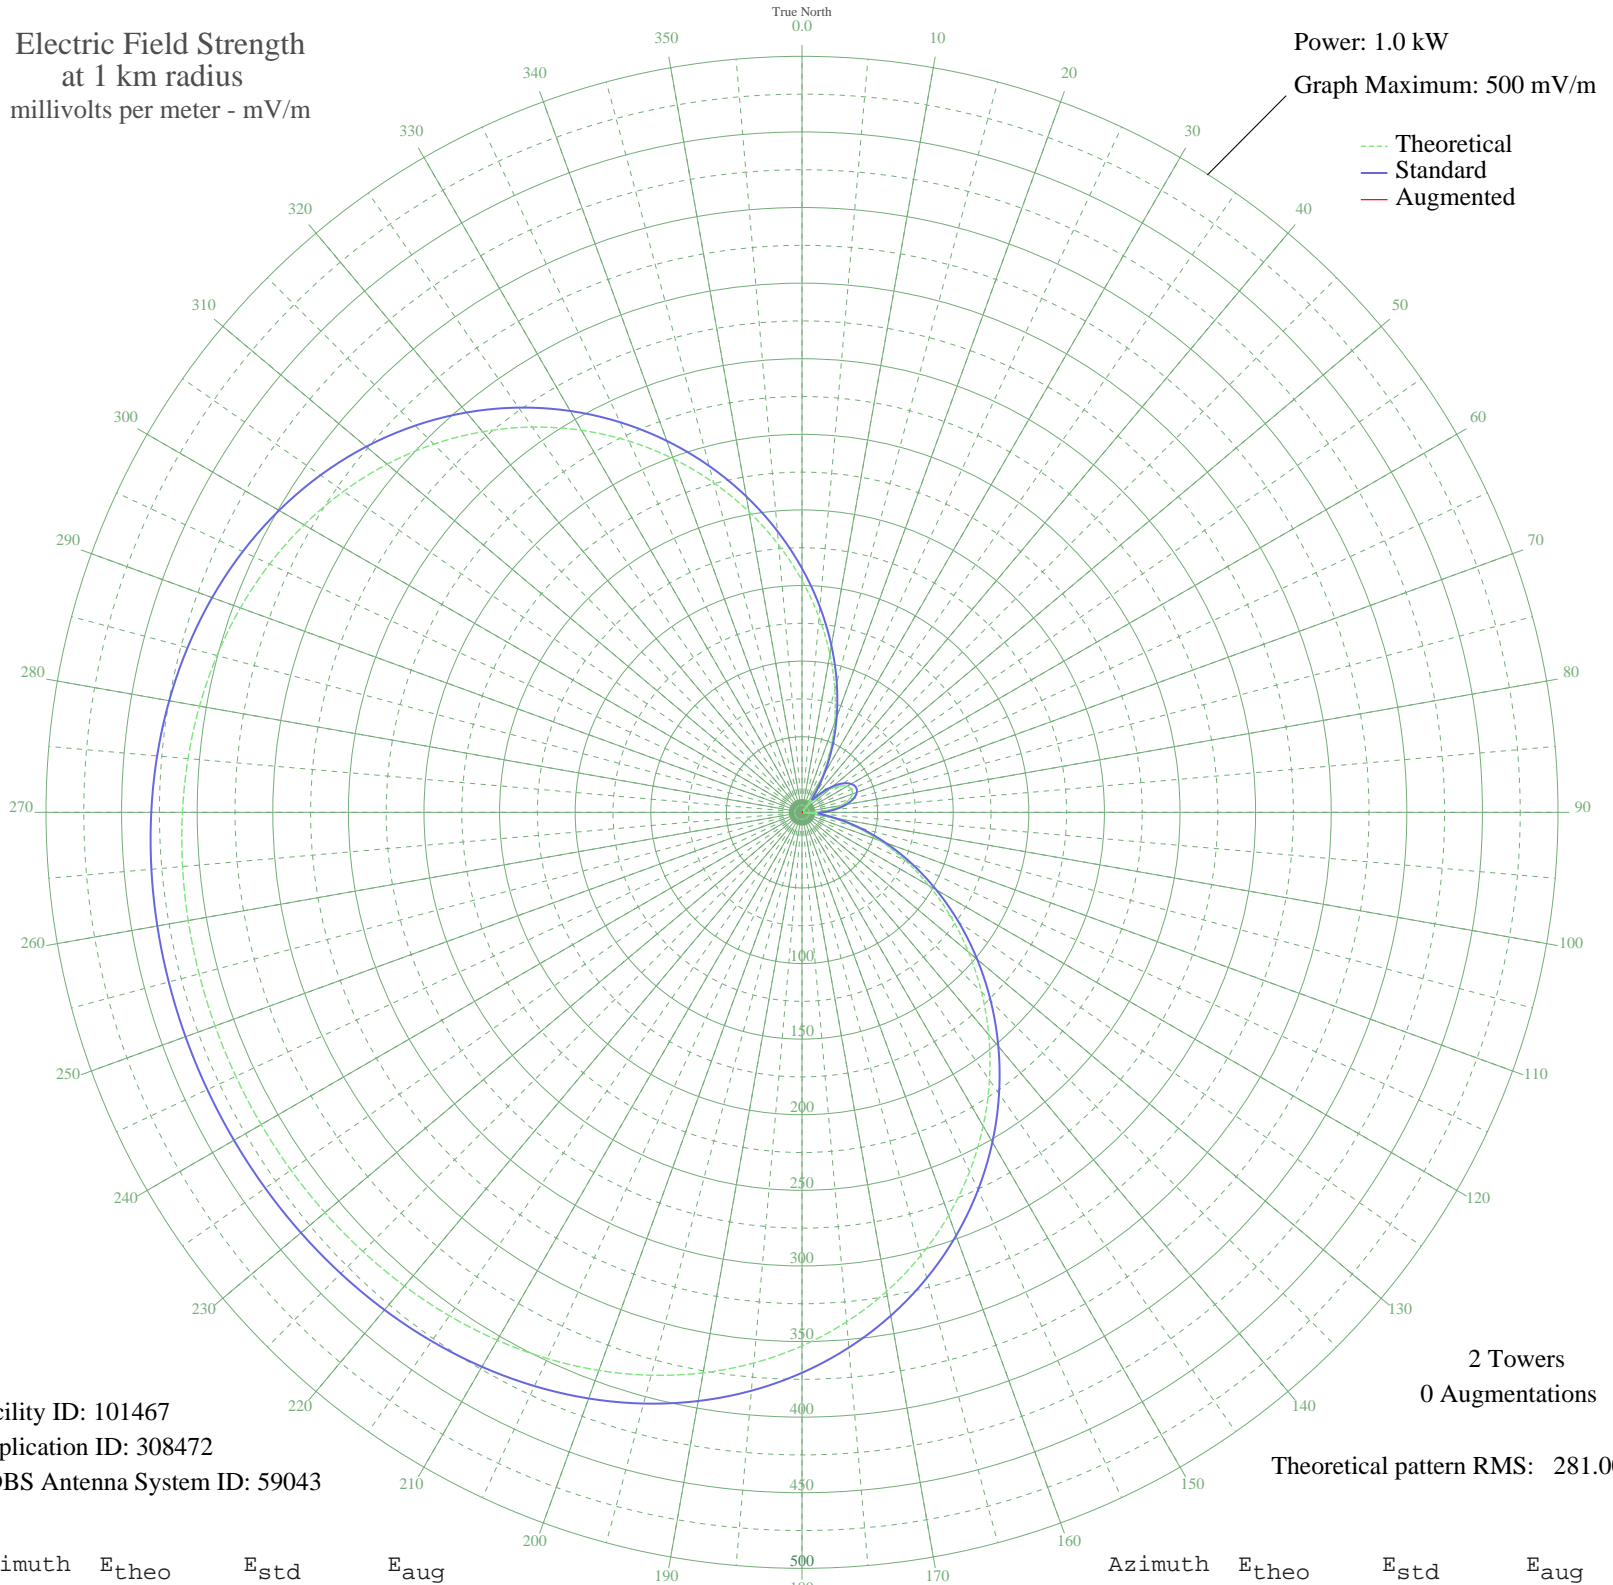 Electric Field Strength
at 1 km radius
millivolts per meter - mV/m
True North
0.0
Power: 1.0 kW
Graph Maximum: 500 mV/m
Theoretical
Standard
Augmented
10
20
30
40
50
60
70
80
90
100
110
120
130
140
150
160
170
190
200
210
220
230
240
250
260
270
280
290
300
310
320
330
340
350
100
150
200
250
300
350
400
450
500
2 Towers
0 Augmentations
Theoretical pattern RMS: 281.00
cility ID: 101467
plication ID: 308472
DBS Antenna System ID: 59043
imuth Etheo Estd Eaug
Azimuth Etheo Estd Eaug